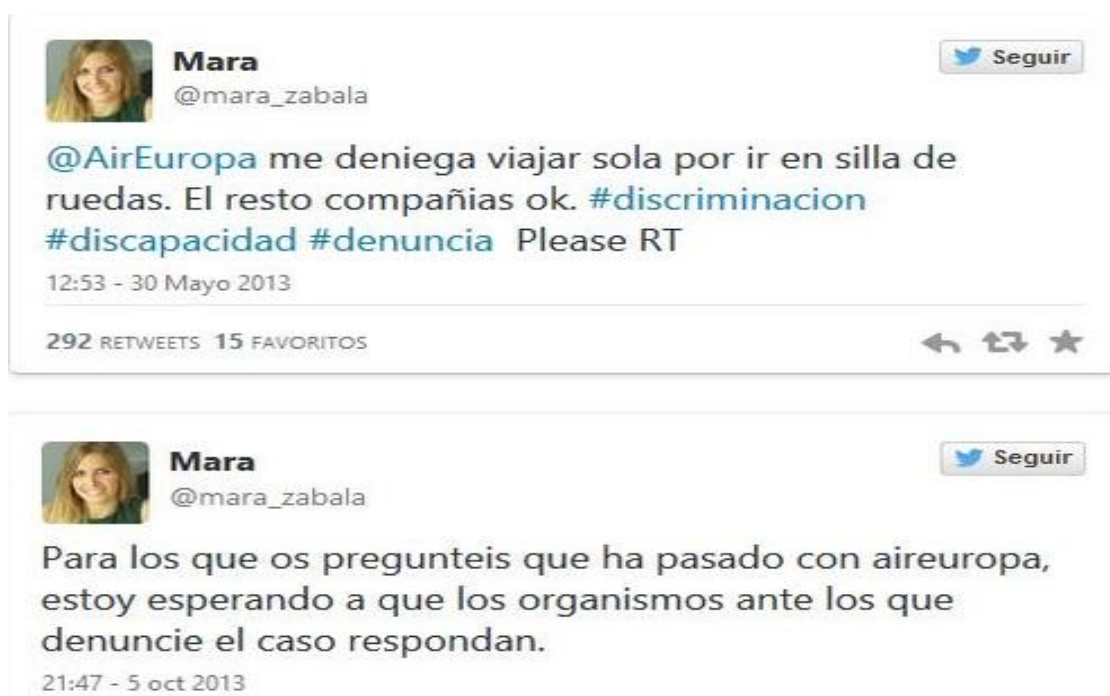 Mara
Seguir
@mara_zabala
@AirEuropa me deniega viajar sola por ir en silla de
ruedas. El resto compañias ok. #discriminacion
#discapacidad #denuncia Please RT
12:53 - 30 Mayo 2013
292 RETWEETS 15 FAVORITOS
Mara
Seguir
@mara_zabala
Para los que os pregunteis que ha pasado con aireuropa,
estoy esperando a que los organismos ante los que
denuncie el caso respondan.
21:47 - 5 oct 2013